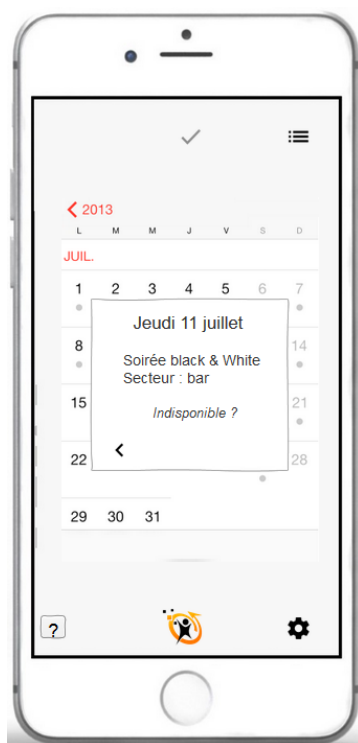 2013
L M M J V S D
JUIL.
1 2 3 4 5 6 7
Jeudi 11 juillet
8 14
Soirée black & White
Secteur : bar
15 21
Indisponible ?
22 28
<
29 30 31
?